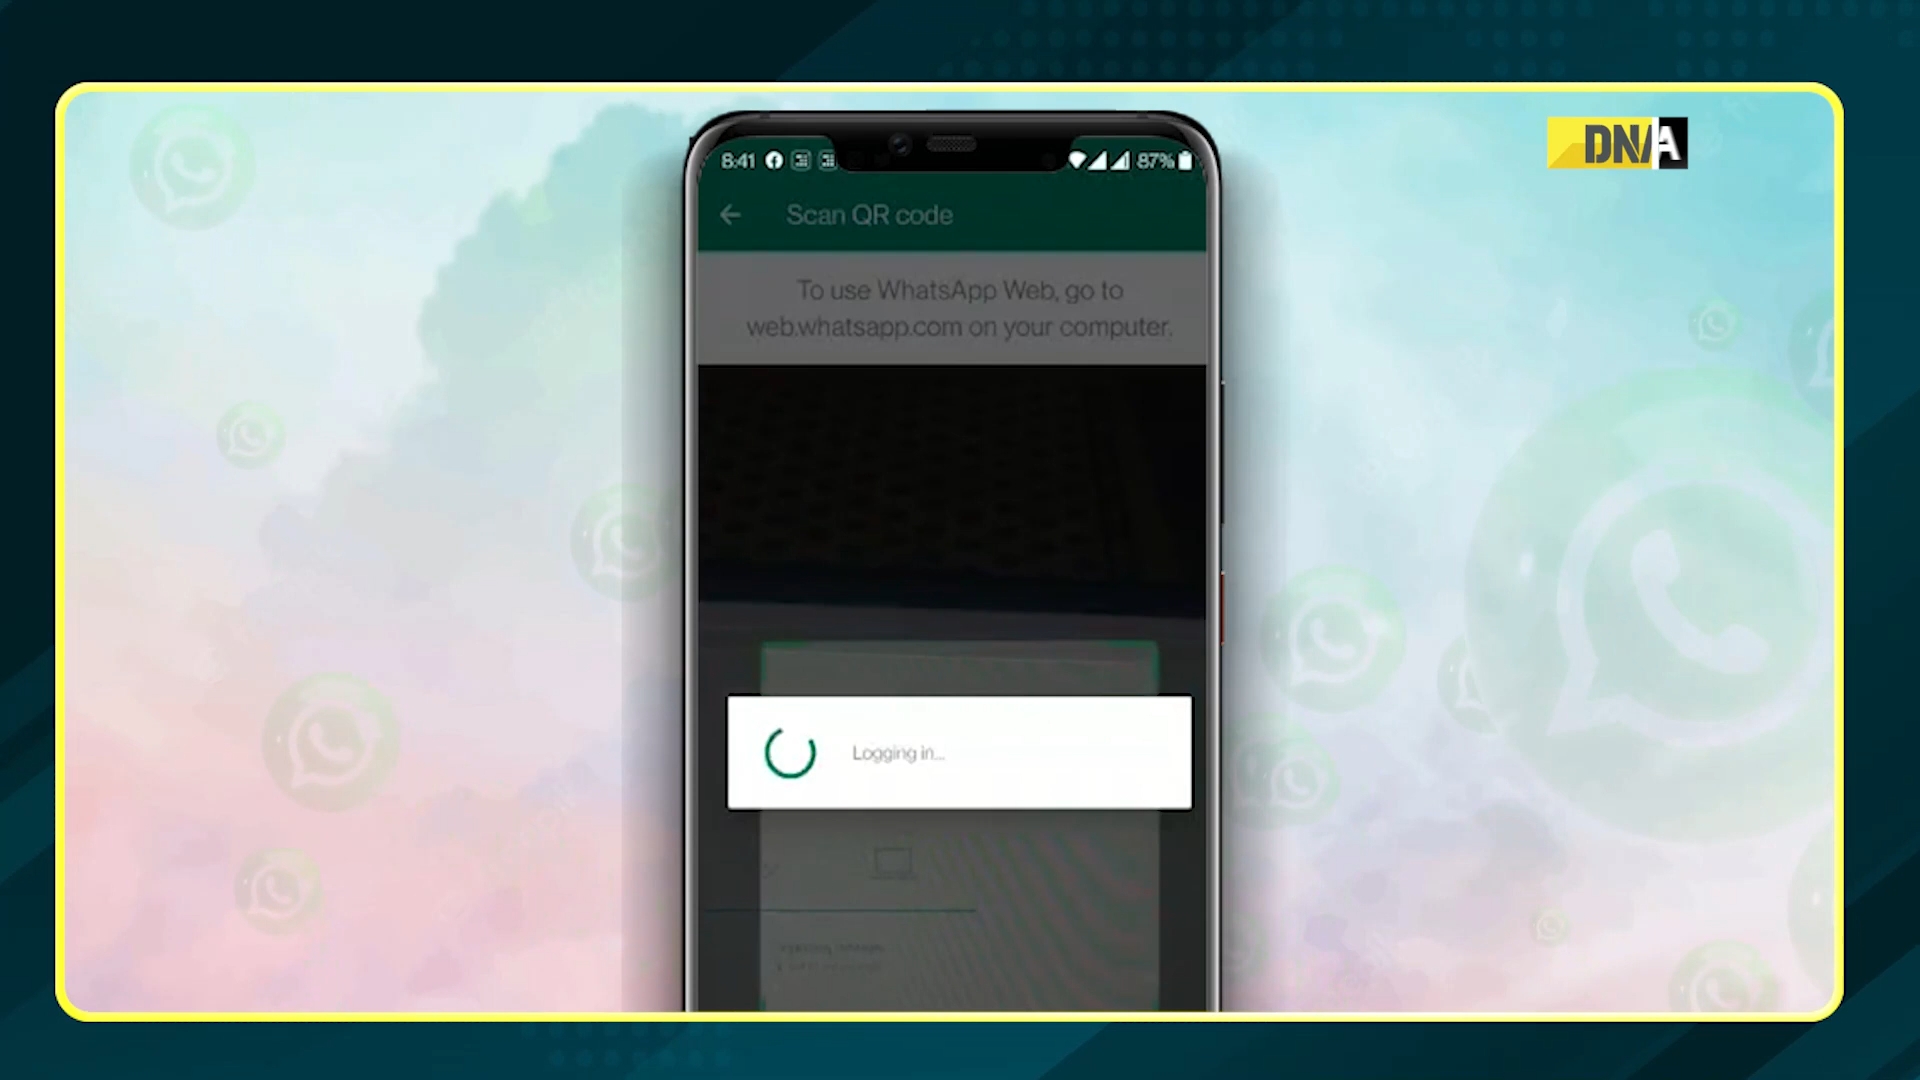 DNA
8:41
87%
Scan QR code
To use WhatsApp Web, go to
web.whatsapp.com on your computer.
Logging in...